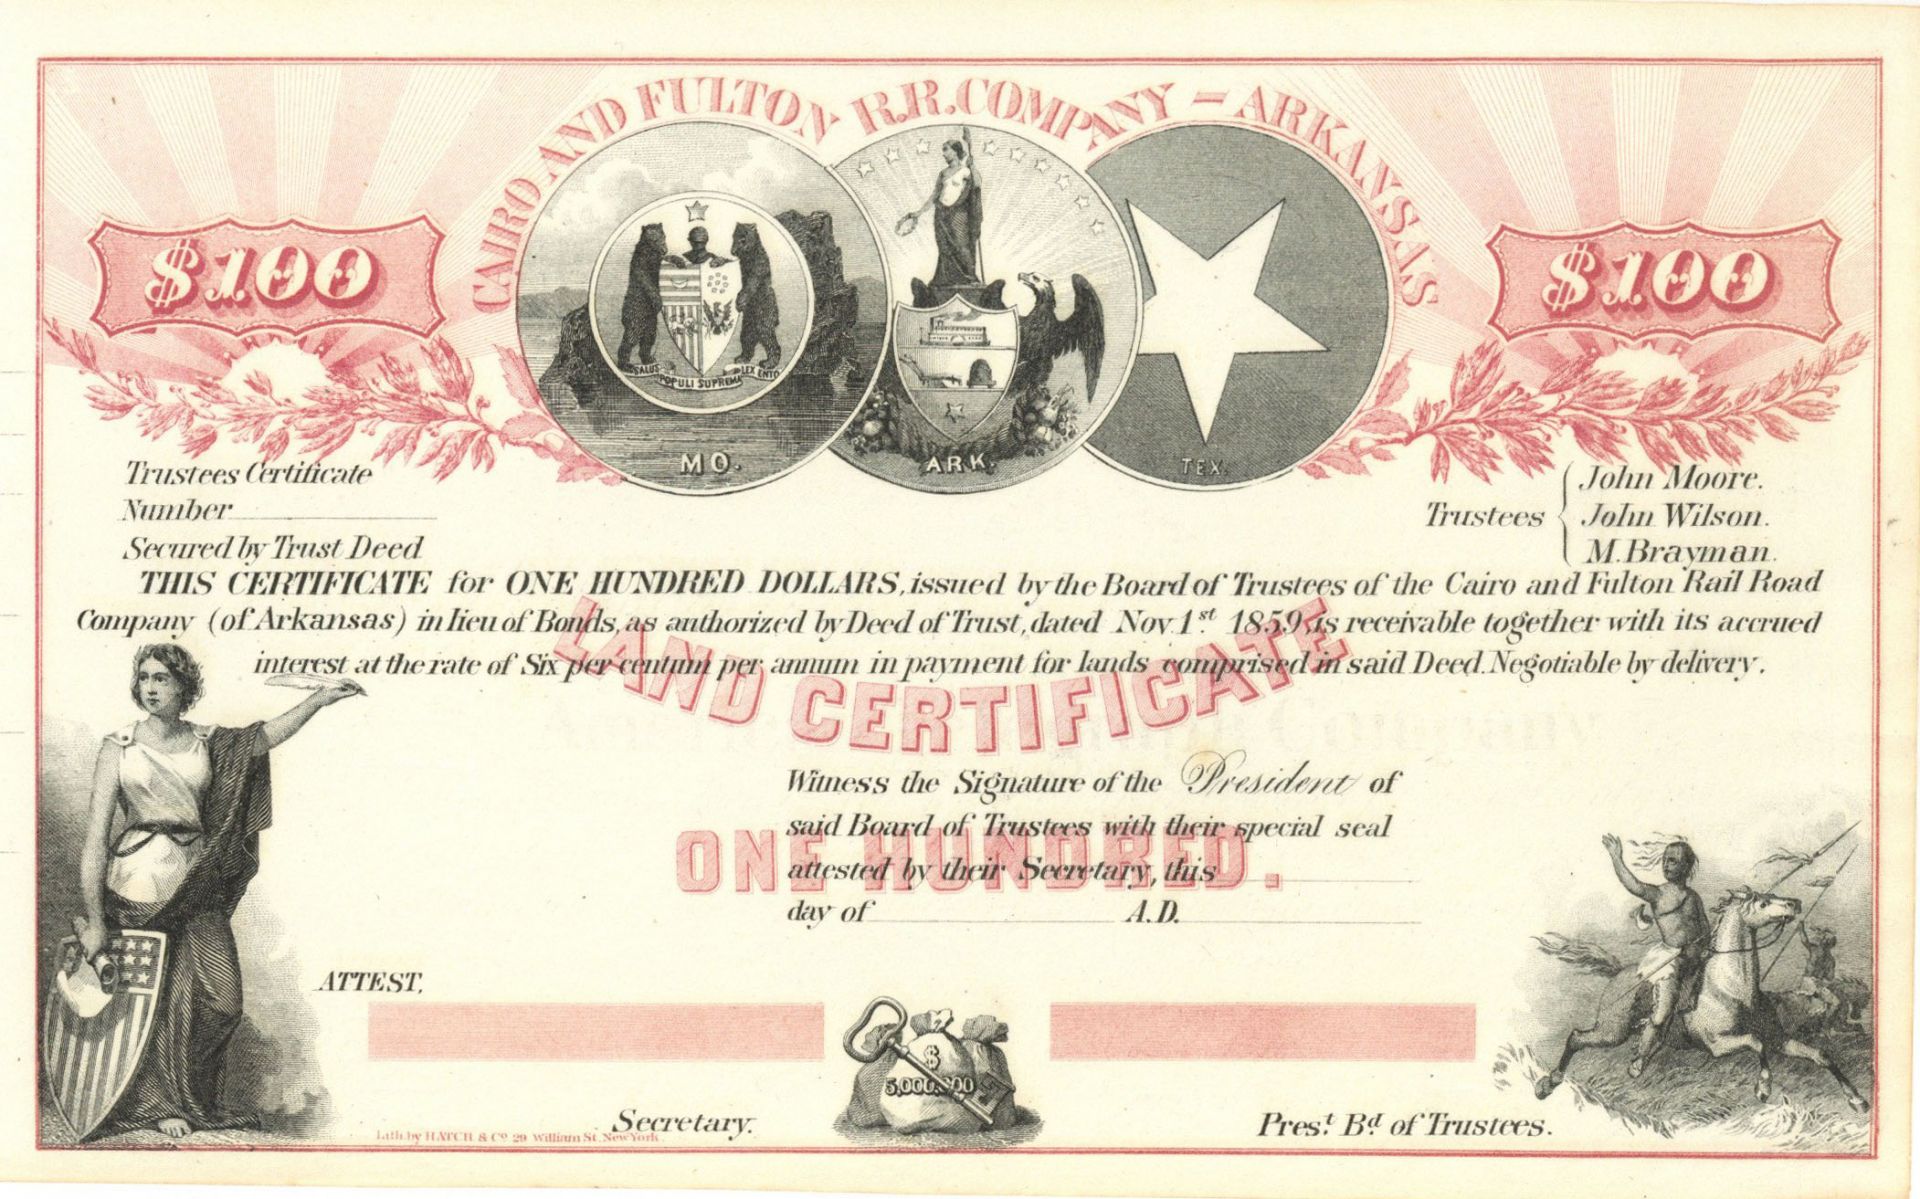 CAIRO AND FULTON R.R. COMPANY – ARKANSAS
$100
$100
SALUS POPULI SUPREMA LEX ESTO
MO.
ARK.
TEX.
Trustees Certificate
Number
Secured by Trust Deed
Trustees
John Moore.
John Wilson.
M. Brayman.
THIS CERTIFICATE for ONE HUNDRED DOLLARS, issued by the Board of Trustees of the Cairo and Fulton Rail Road
Company (of Arkansas) in lieu of Bonds, as authorized by Deed of Trust, dated Nov. 1st. 1859, is receivable together with its accrued
interest at the rate of Six per centum per annum in payment for lands comprised in said Deed. Negotiable by delivery.
LAND CERTIFICATE
Witness the Signature of the President of
said Board of Trustees with their special seal
attested by their Secretary, this
day of A.D.
ONE HUNDRED.
ATTEST,
$
5,000,000
Secretary.
Prest. Bd. of Trustees.
Lith. by HATCH & Co. 29 William St. New York.